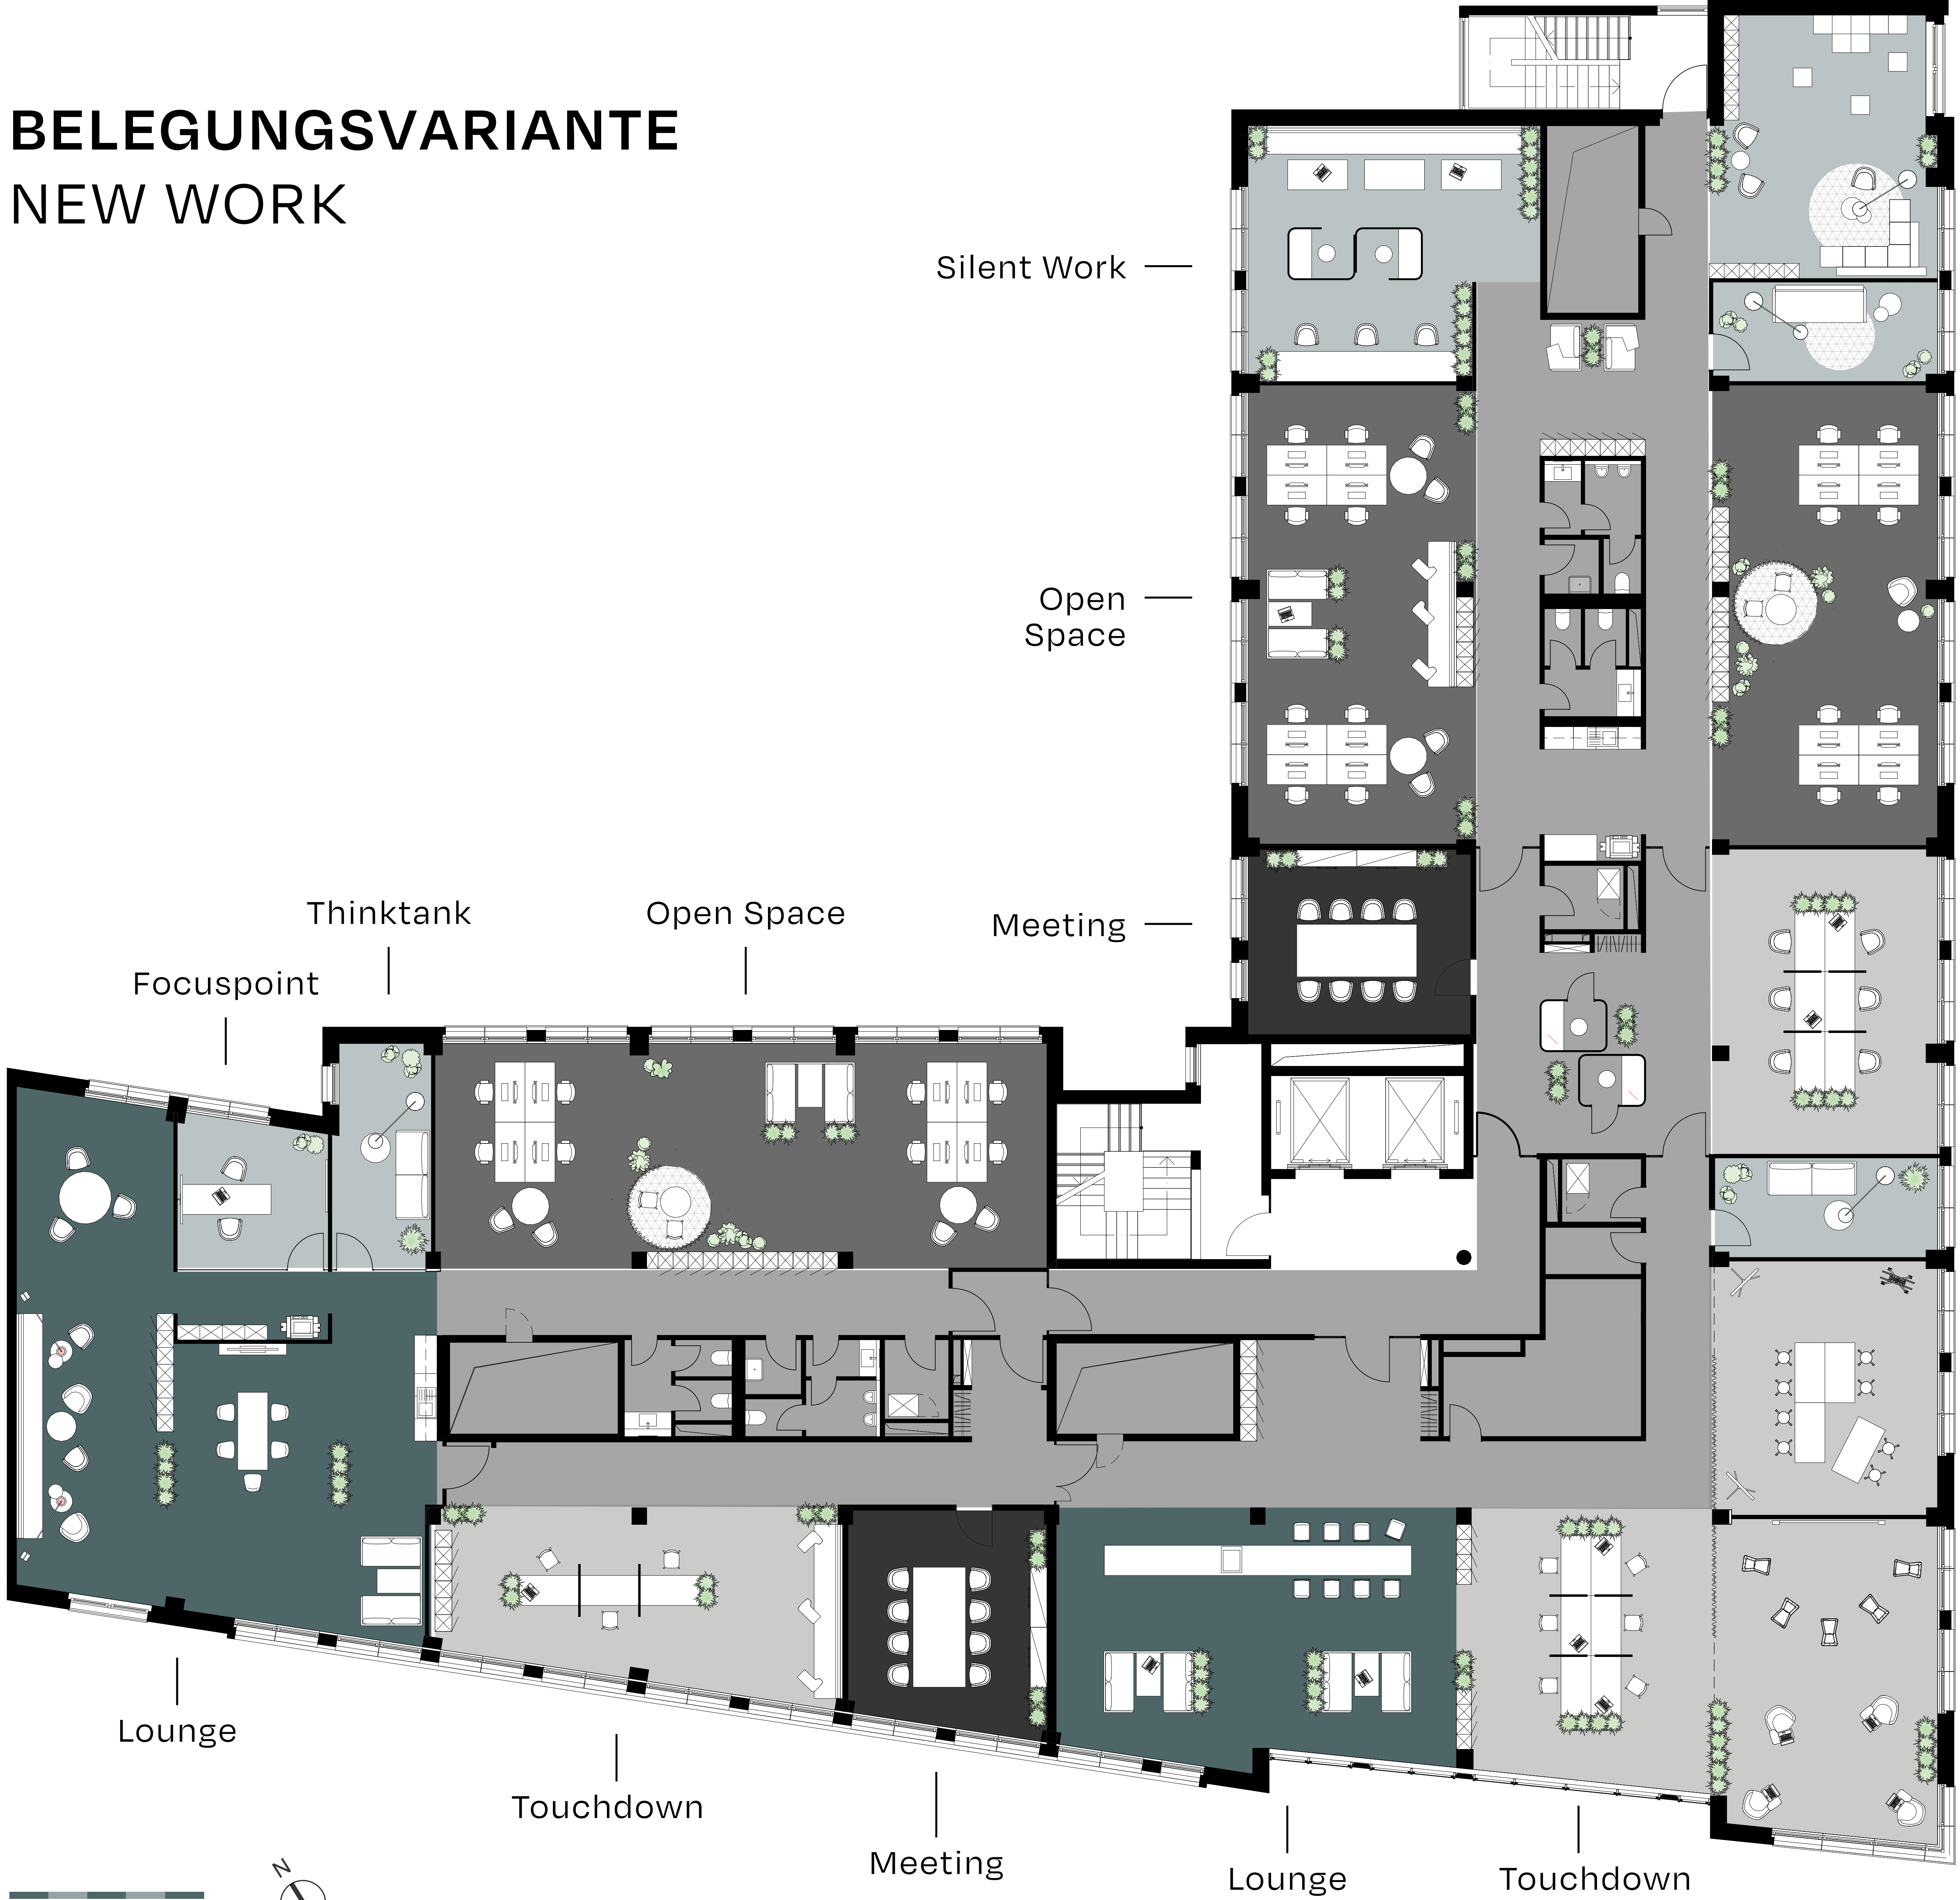 BELEGUNGSVARIANTE
NEW WORK
Silent Work
Open
Space
Meeting
Thinktank
Open Space
Focuspoint
Lounge
Touchdown
Meeting
Lounge
Touchdown
N